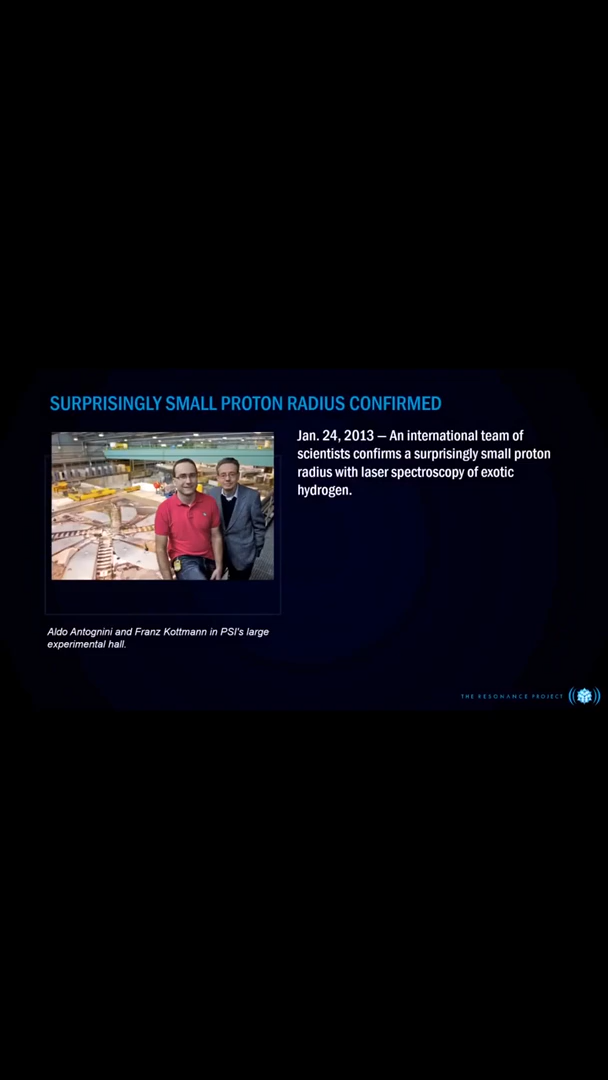 SURPRISINGLY SMALL PROTON RADIUS CONFIRMED
Jan. 24, 2013 — An international team of
scientists confirms a surprisingly small proton
radius with laser spectroscopy of exotic
hydrogen.
Aldo Antognini and Franz Kottmann in PSI's large
experimental hall.
THE RESONANCE PROJECT